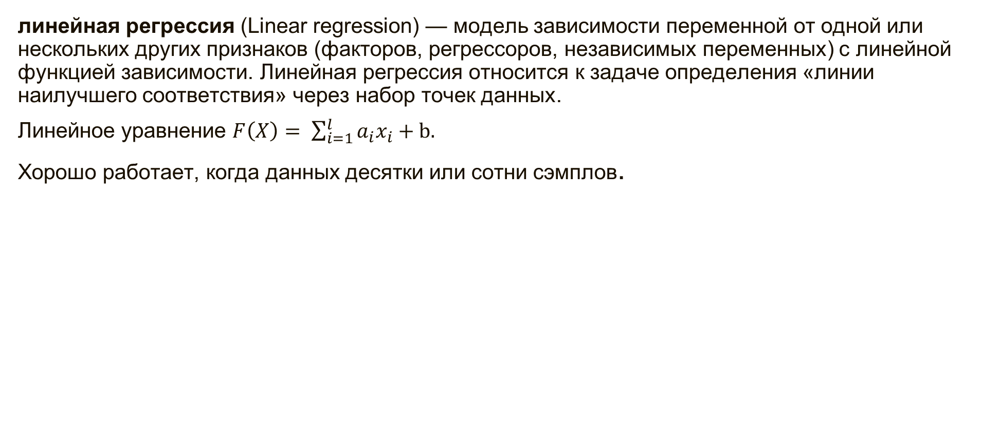 линейная регрессия (Linear regression) — модель зависимости переменной от одной или
нескольких других признаков (факторов, регрессоров, независимых переменных) с линейной
функцией зависимости. Линейная регрессия относится к задаче определения «линии
наилучшего соответствия» через набор точек данных.
Линейное уравнение $F(X) = \sum_{i=1}^{l} a_i x_i + \mathrm{b}$.
Хорошо работает, когда данных десятки или сотни сэмплов.